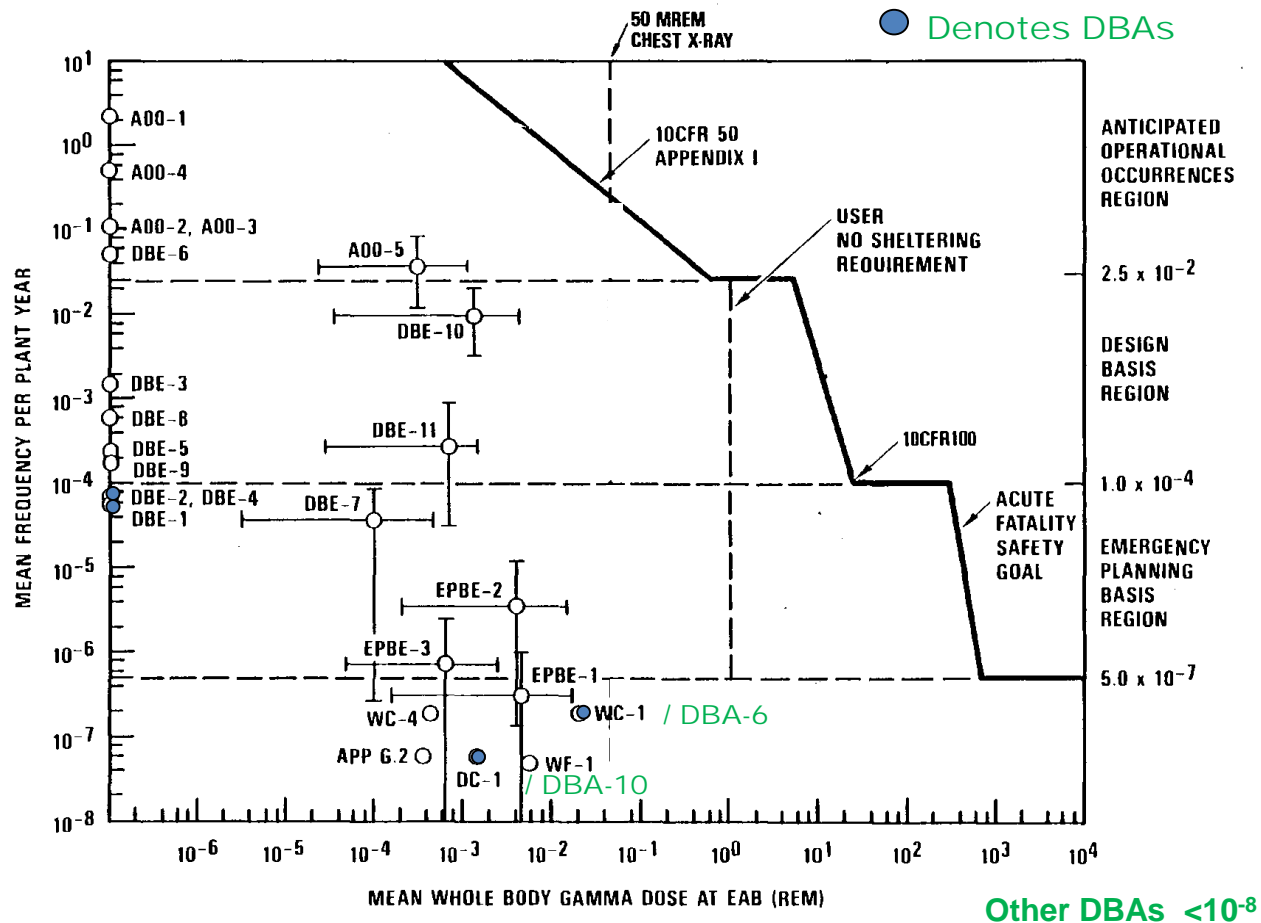 50 MREM
CHEST X-RAY
Denotes DBAs
10CFR 50
APPENDIX I
USER
NO SHELTERING
REQUIREMENT
10CFR100
ACUTE
FATALITY
SAFETY
GOAL
ANTICIPATED
OPERATIONAL
OCCURRENCES
REGION
2.5 x 10⁻²
DESIGN
BASIS
REGION
1.0 x 10⁻⁴
EMERGENCY
PLANNING
BASIS
REGION
5.0 x 10⁻⁷
MEAN FREQUENCY PER PLANT YEAR
10¹
10⁰
10⁻¹
10⁻²
10⁻³
10⁻⁴
10⁻⁵
10⁻⁶
10⁻⁷
10⁻⁸
A00-1
A00-4
A00-2, A00-3
DBE-6
A00-5
DBE-10
DBE-3
DBE-8
DBE-5
DBE-9
DBE-11
DBE-2, DBE-4
DBE-1
DBE-7
EPBE-2
EPBE-3
EPBE-1
WC-4
WC-1 / DBA-6
APP G.2
DC-1 / DBA-10
WF-1
10⁻⁶ 10⁻⁵ 10⁻⁴ 10⁻³ 10⁻² 10⁻¹ 10⁰ 10¹ 10² 10³ 10⁴
MEAN WHOLE BODY GAMMA DOSE AT EAB (REM)
Other DBAs <10⁻⁸